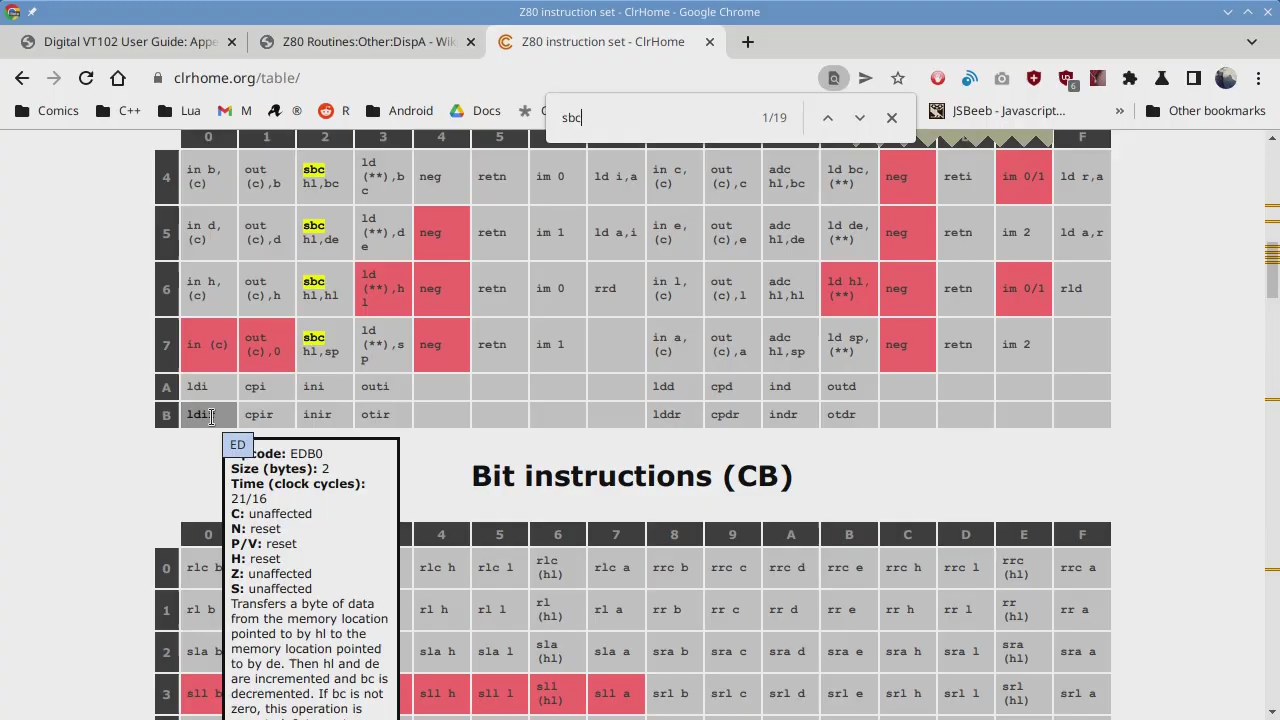 Z80 instruction set - ClrHome - Google Chrome
Digital VT102 User Guide: Appe
Z80 Routines:Other:DispA - Wik
Z80 instruction set - ClrHome
clrhome.org/table/
6
Comics
C++
Lua
M
A
R
Android
Docs
JSBeeb - Javascript...
Other bookmarks
sbc 1/19
0 1 2 3 4 5 F
4 in b,(c) out (c),b sbc hl,bc ld (**),bc neg retn im 0 ld i,a in c,(c) out (c),c adc hl,bc ld bc,(**) neg reti im 0/1 ld r,a
5 in d,(c) out (c),d sbc hl,de ld (**),de neg retn im 1 ld a,i in e,(c) out (c),e adc hl,de ld de,(**) neg retn im 2 ld a,r
6 in h,(c) out (c),h sbc hl,hl ld (**),hl neg retn im 0 rrd in l,(c) out (c),l adc hl,hl ld hl,(**) neg retn im 0/1 rld
7 in (c) out (c),0 sbc hl,sp ld (**),sp neg retn im 1 in a,(c) out (c),a adc hl,sp ld sp,(**) neg retn im 2
A ldi cpi ini outi ldd cpd ind outd
B ldi cpir inir otir lddr cpdr indr otdr
ED
code: EDB0
Size (bytes): 2
Time (clock cycles):
21/16
C: unaffected
N: reset
P/V: reset
H: reset
Z: unaffected
S: unaffected
Transfers a byte of data
from the memory location
pointed to by hl to the
memory location pointed
to by de. Then hl and de
are incremented and bc is
decremented. If bc is not
zero, this operation is
Bit instructions (CB)
0 4 5 6 7 8 9 A B C D E F
0 rlc b rlc h rlc l rlc (hl) rlc a rrc b rrc c rrc d rrc e rrc h rrc l rrc (hl) rrc a
1 rl b rl h rl l rl (hl) rl a rr b rr c rr d rr e rr h rr l rr (hl) rr a
2 sla b sla h sla l sla (hl) sla a sra b sra c sra d sra e sra h sra l sra (hl) sra a
3 sll b sll h sll l sll (hl) sll a srl b srl c srl d srl e srl h srl l srl (hl) srl a